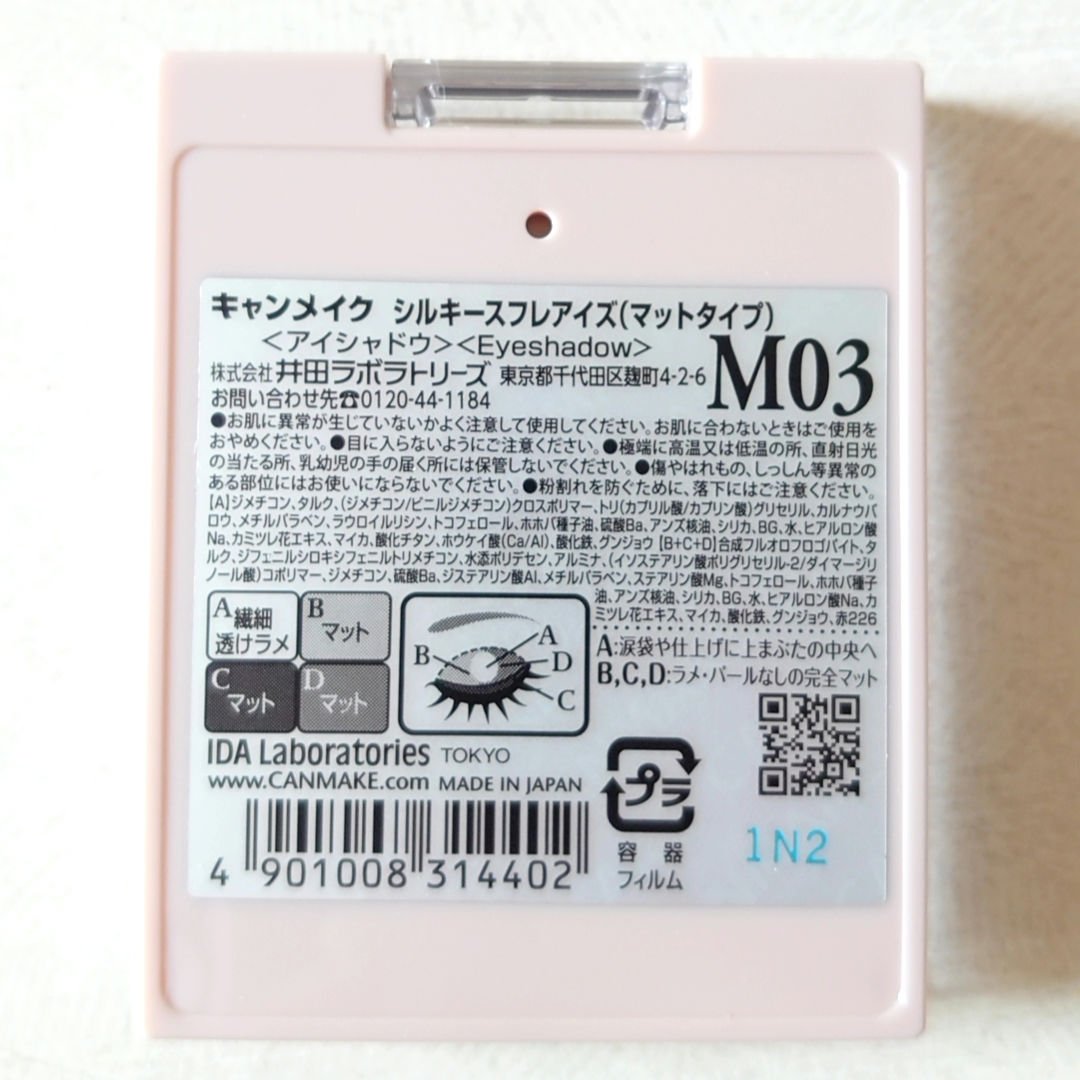 キャンメイク シルキースフレアイズ(マットタイプ)
<アイシャドウ><Eyeshadow>
M03
株式会社 井田ラボラトリーズ 東京都千代田区麹町4-2-6
お問い合わせ先☎0120-44-1184
●お肌に異常が生じていないかよく注意して使用してください。お肌に合わないときはご使用を
おやめください。●目に入らないようにご注意ください。●極端に高温又は低温の所、直射日光
の当たる所、乳幼児の手の届く所には保管しないでください。●傷やはれもの、しっしん等異常の
ある部位にはお使いにならないでください。●粉割れを防ぐために、落下にはご注意ください。
【A】ジメチコン、タルク、(ジメチコン/ビニルジメチコン)クロスポリマー、トリ(カプリル酸/カプリン酸)グリセリル、カルナウバ
ロウ、メチルパラベン、ラウロイルリシン、トコフェロール、ホホバ種子油、硫酸Ba、アンズ核油、シリカ、BG、水、ヒアルロン酸
Na、カミツレ花エキス、マイカ、酸化チタン、ホウケイ酸(Ca/Al)、酸化鉄、グンジョウ【B+C+D】合成フルオロフロゴパイト、タ
ルク、ジフェニルシロキシフェニルトリメチコン、水添ポリデセン、アルミナ、(イソステアリン酸ポリグリセリル-2/ダイマージリ
ノール酸)コポリマー、ジメチコン、硫酸Ba、ジステアリン酸Al、メチルパラベン、ステアリン酸Mg、トコフェロール、ホホバ種子
油、アンズ核油、シリカ、BG、水、ヒアルロン酸Na、カ
ミツレ花エキス、マイカ、酸化鉄、グンジョウ、赤226
A 繊細
透けラメ
B
マット
C
マット
D
マット
A
B
D
C
A:涙袋や仕上げに上まぶたの中央へ
B,C,D:ラメ・パールなしの完全マット
IDA Laboratories TOKYO
www.CANMAKE.com MADE IN JAPAN
プラ
容器
フィルム
1N2
4 901008 314402